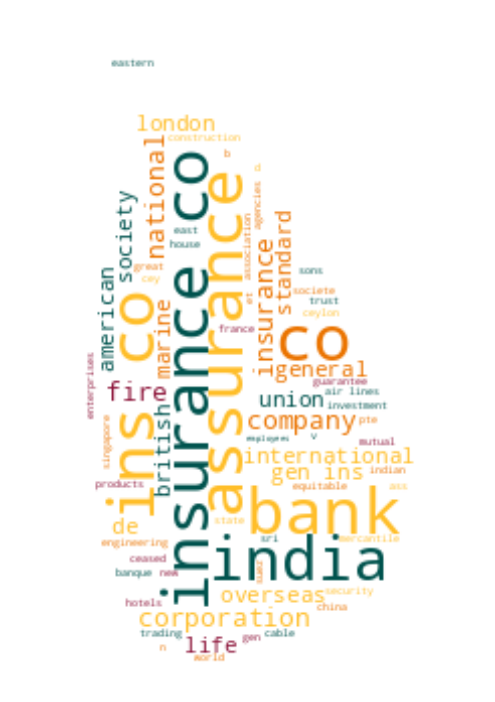 eastern
london
construction
b
national
insurance co
assurance
a
agencies
society
east
house
association
standard
insurance
great
cey
american
ins co
marine
et
sons
societe
trust
ceylon
france
co
general
enterprises
fire
guarantee
air lines
union
investment
british
company
pte
singapore
employees
v
mutual
international
gen ins
indian
products
equitable
ass
bank
de
state
engineering
sri
mercantile
india
ceased
banque
new
overseas
security
hotels
china
corporation
trading
gen
cable
life
n
world